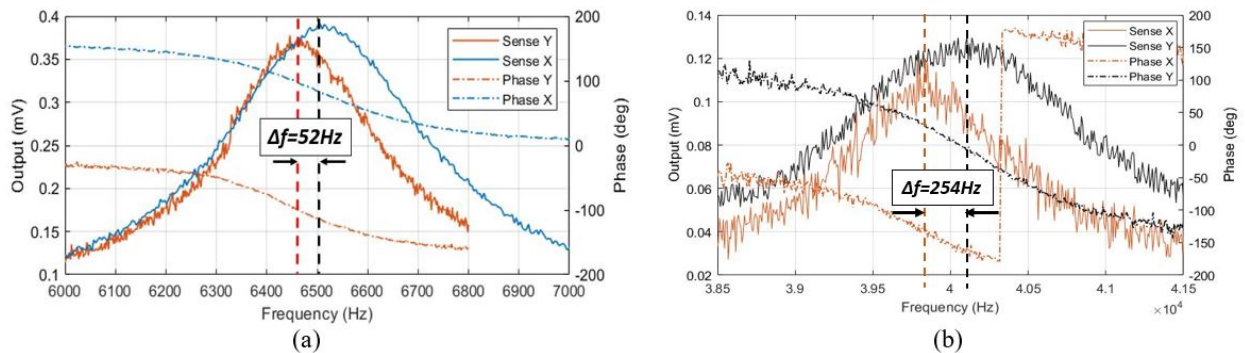 0.4
0.35
0.3
0.25
0.2
0.15
0.1
Output (mV)
200
100
0
-100
-200
Phase (deg)
6000 6100 6200 6300 6400 6500 6600 6700 6800 6900 7000
Frequency (Hz)
Sense Y
Sense X
Phase Y
Phase X
Δf=52Hz
(a)
0.14
0.12
0.1
0.08
0.06
0.04
0.02
Output (mV)
200
150
100
50
0
-50
-100
-150
-200
Phase (deg)
3.85 3.9 3.95 4 4.05 4.1 4.15
Frequency (Hz)
×10⁴
Sense X
Sense Y
Phase X
Phase Y
Δf=254Hz
(b)